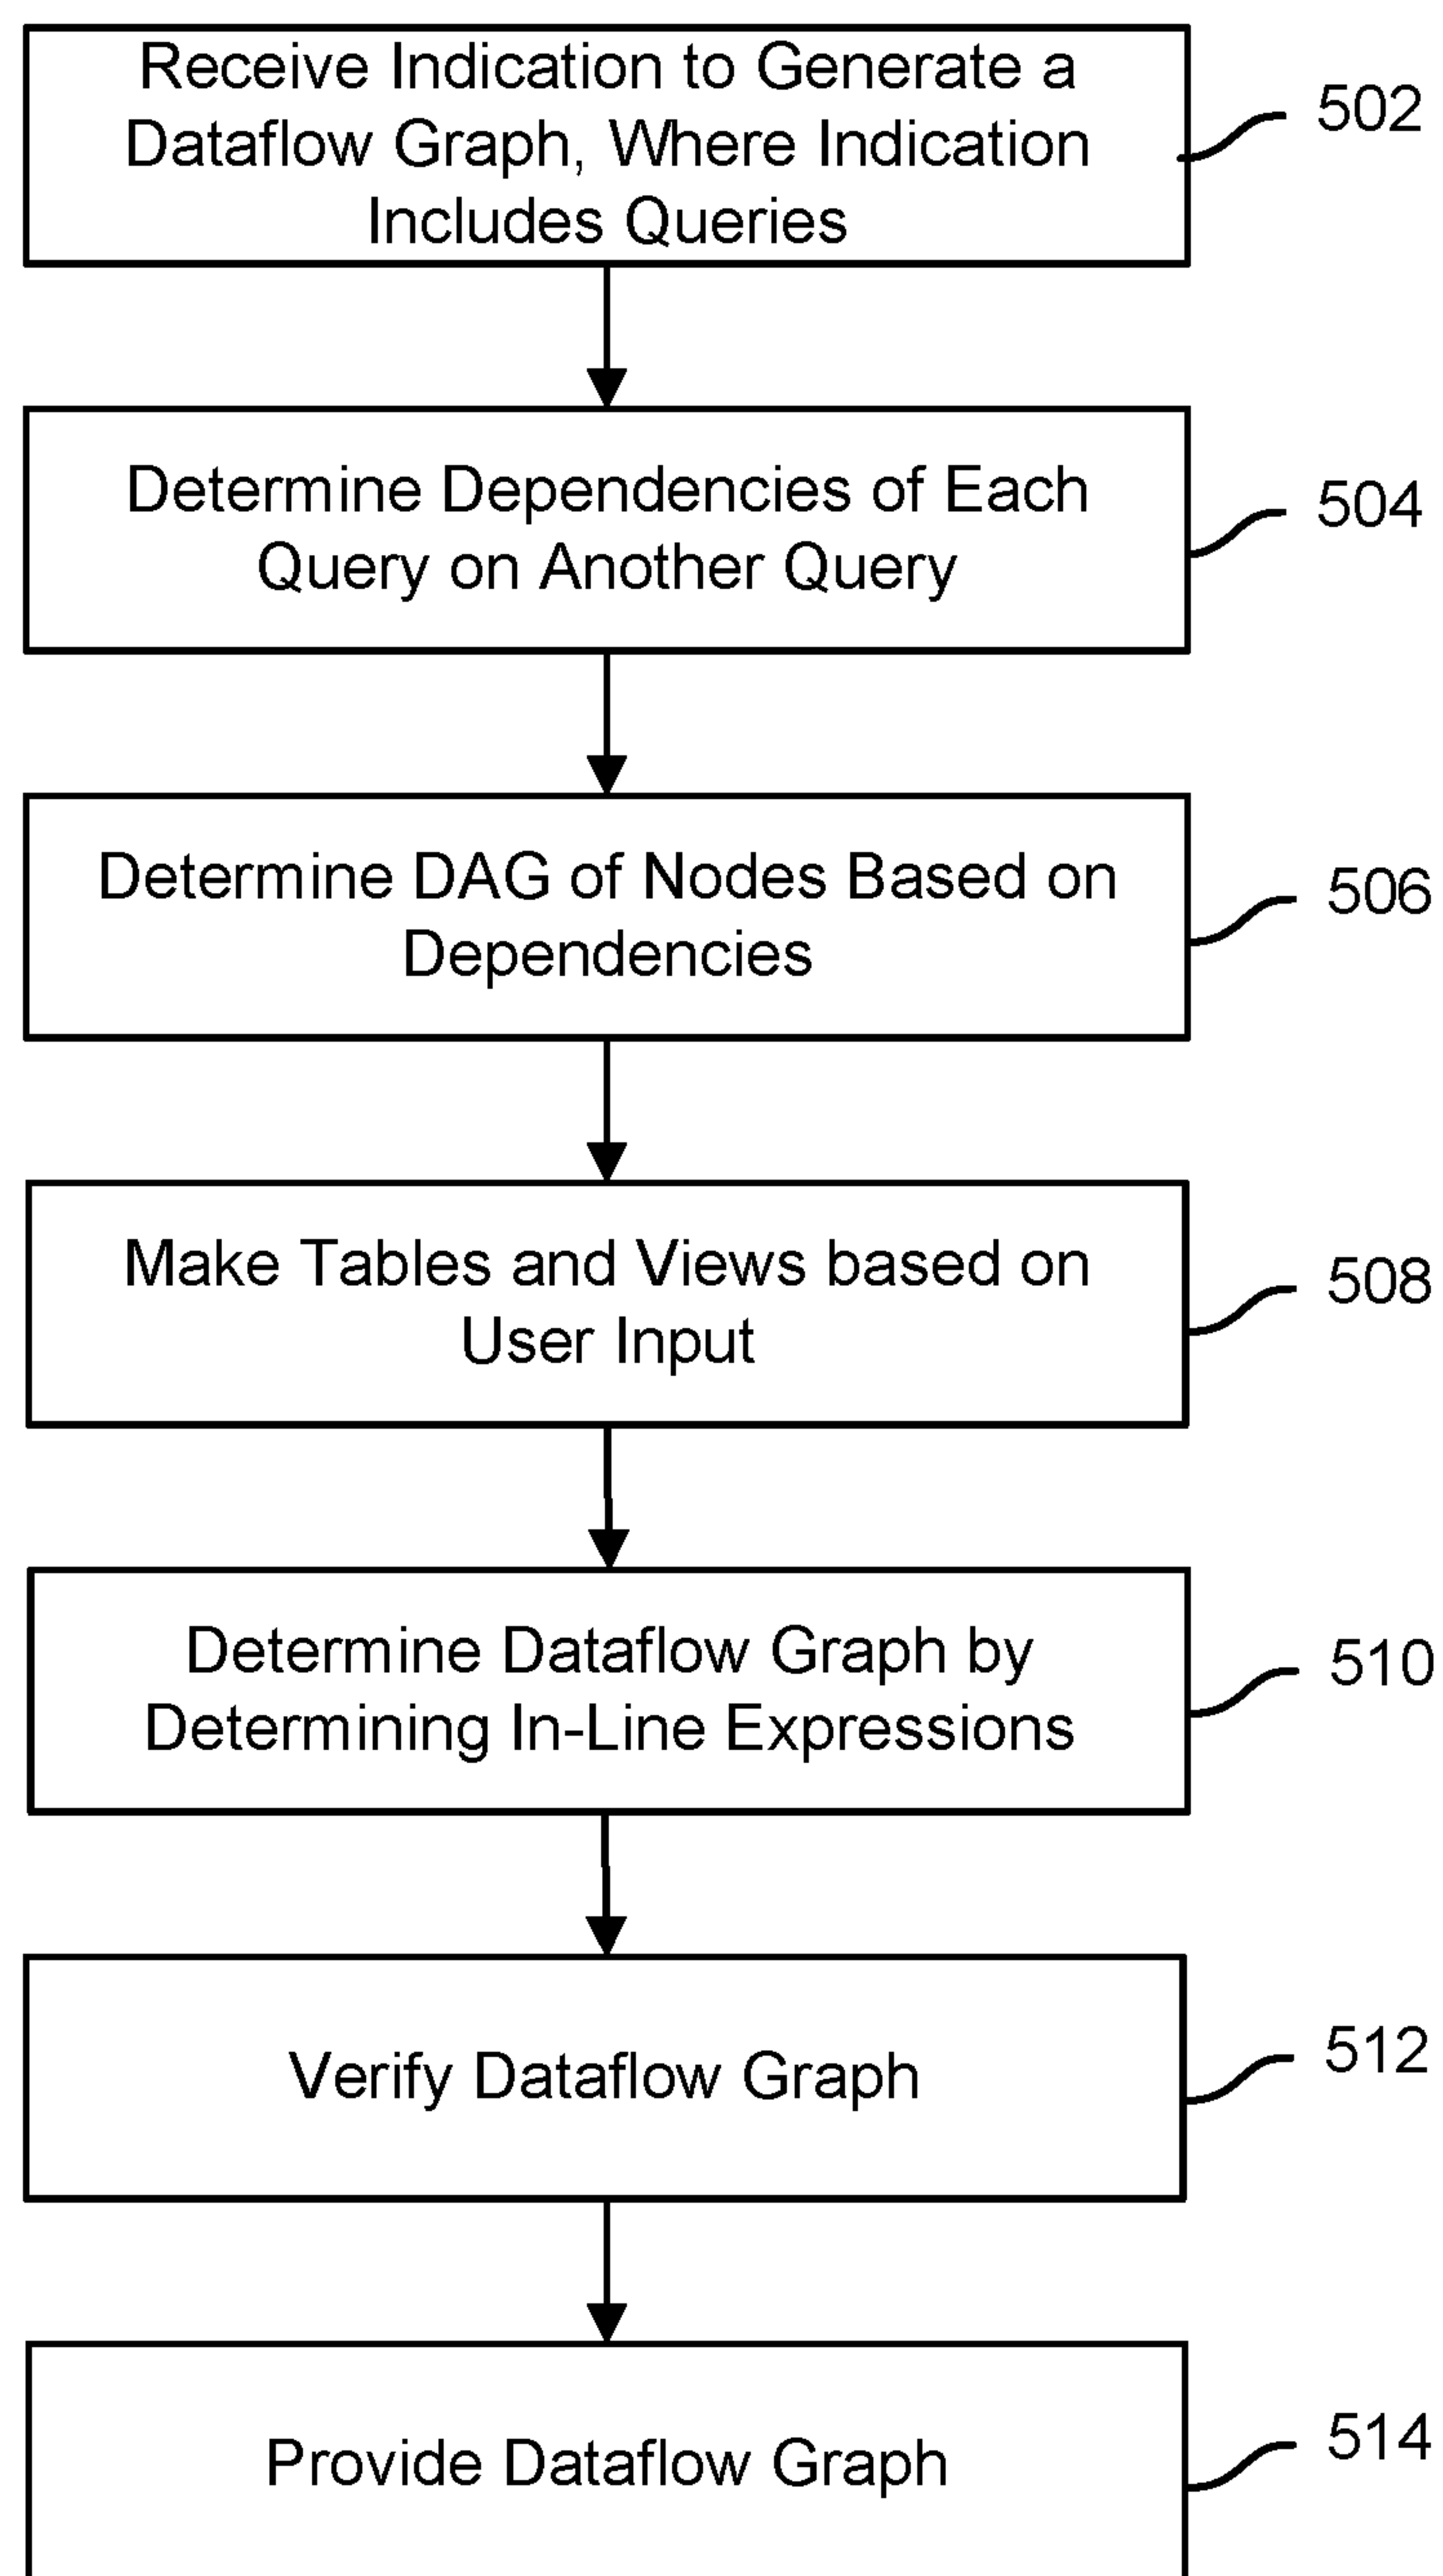 Receive Indication to Generate a
Dataflow Graph, Where Indication
Includes Queries
502
Determine Dependencies of Each
Query on Another Query
504
Determine DAG of Nodes Based on
Dependencies
506
Make Tables and Views based on
User Input
508
Determine Dataflow Graph by
Determining In-Line Expressions
510
Verify Dataflow Graph
512
Provide Dataflow Graph
514